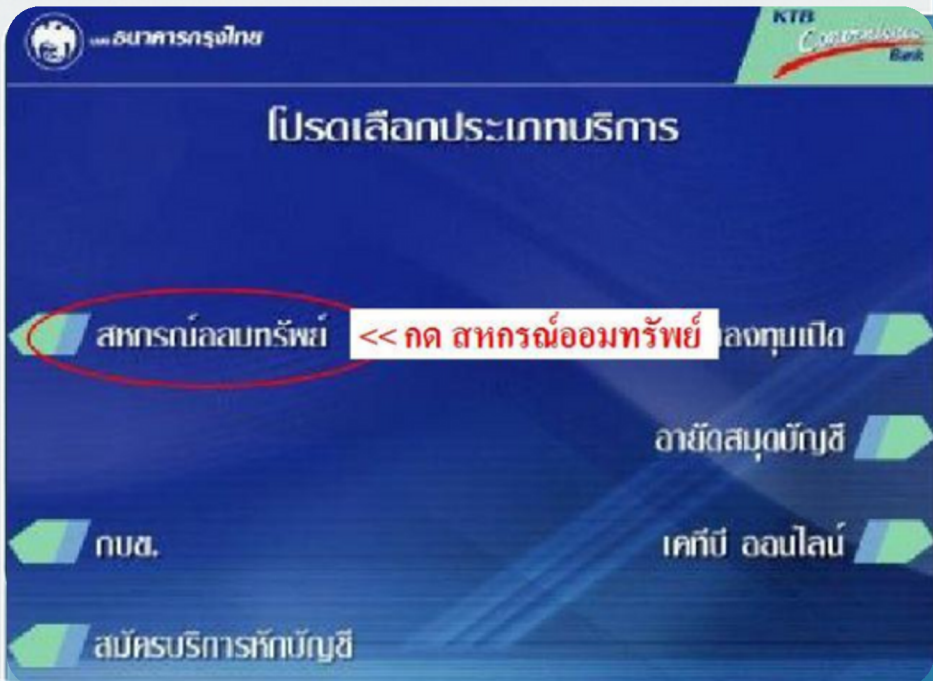 ธนาคารกรุงไทย
KTB
Convenience
Bank
โปรดเลือกประเภทบริการ
สหกรณ์ออมทรัพย์
<< กด สหกรณ์ออมทรัพย์
ลงทุนเปิด
อายัดสมุดบัญชี
กบข.
เคทีบี ออนไลน์
สมัครบริการหักบัญชี